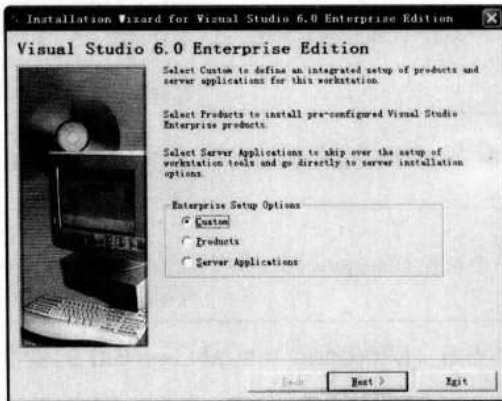 Installation Wizard for Visual Studio 6.0 Enterprise Edition
Visual Studio 6.0 Enterprise Edition
Select Custom to define an integrated setup of products and
server applications for this workstation.
Select Products to install pre-configured Visual Studio
Enterprise products.
Select Server Applications to skip over the setup of
workstation tools and go directly to server installation
options.
Enterprise Setup Options
Custom
Products
Server Applications
Next >
Exit